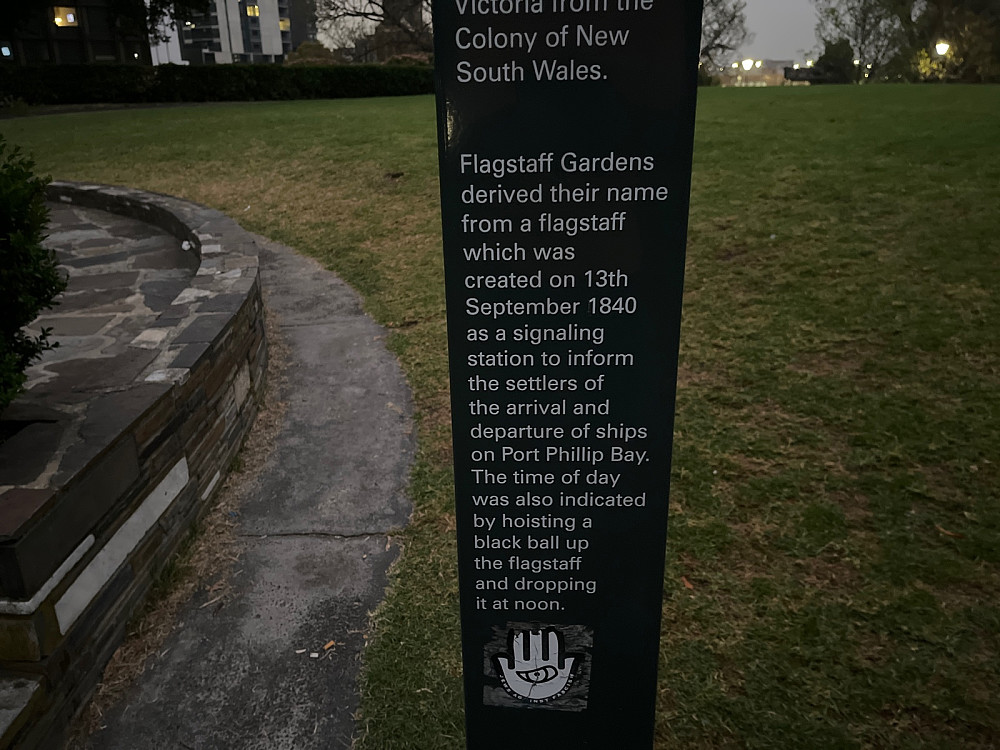 Victoria from the
Colony of New
South Wales.
Flagstaff Gardens
derived their name
from a flagstaff
which was
created on 13th
September 1840
as a signaling
station to inform
the settlers of
the arrival and
departure of ships
on Port Phillip Bay.
The time of day
was also indicated
by hoisting a
black ball up
the flagstaff
and dropping
it at noon.